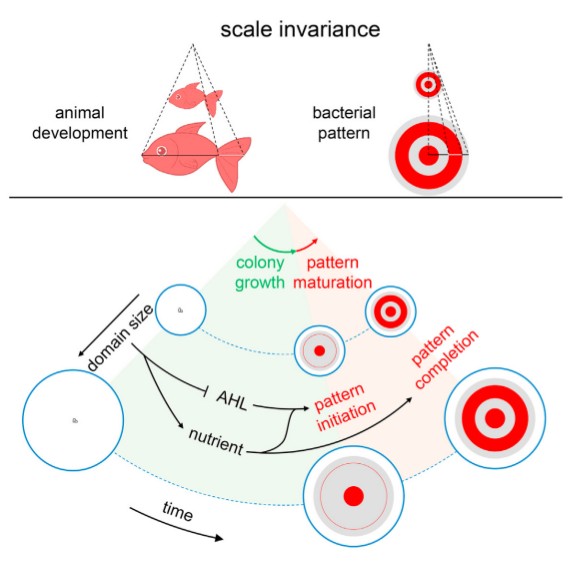 scale invariance
animal
development
bacterial
pattern
colony
growth
pattern
maturation
domain size
AHL
nutrient
pattern
initiation
pattern
completion
time